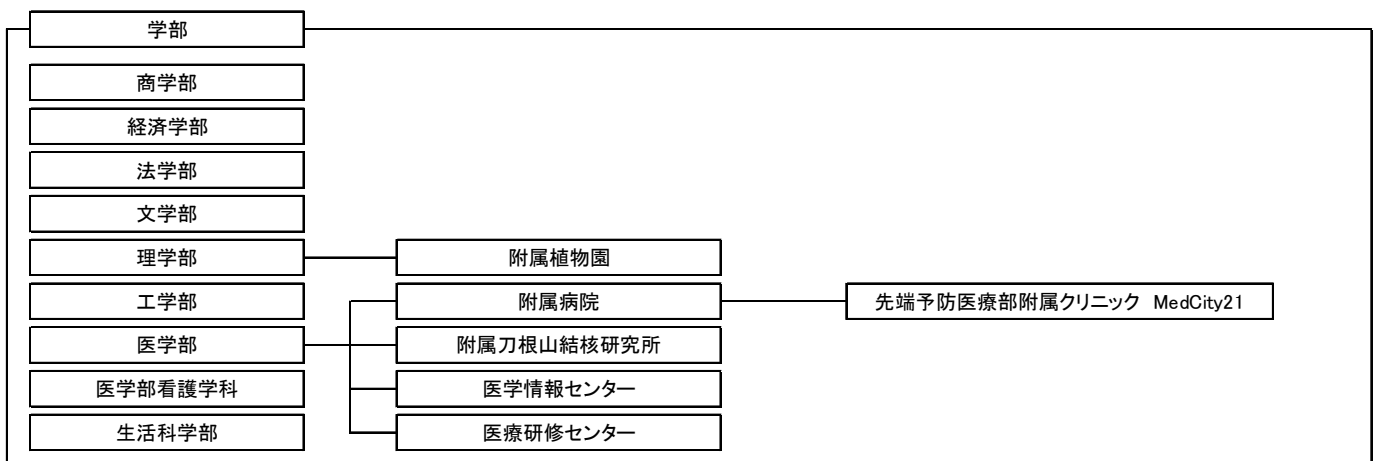 学部
商学部
経済学部
法学部
文学部
理学部
附属植物園
工学部
附属病院
先端予防医療部附属クリニック MedCity21
医学部
附属刀根山結核研究所
医学部看護学科
医学情報センター
生活科学部
医療研修センター